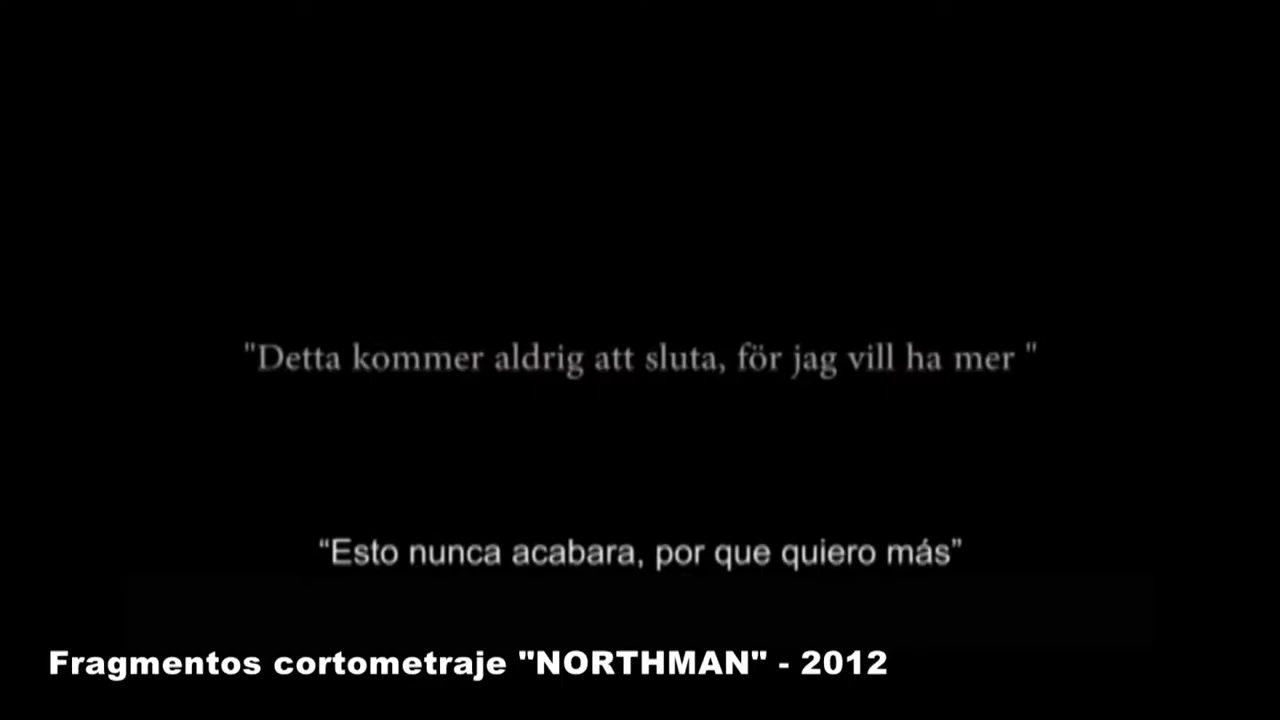 "Detta kommer aldrig att sluta, för jag vill ha mer "
“Esto nunca acabara, por que quiero más”
Fragmentos cortometraje "NORTHMAN" - 2012